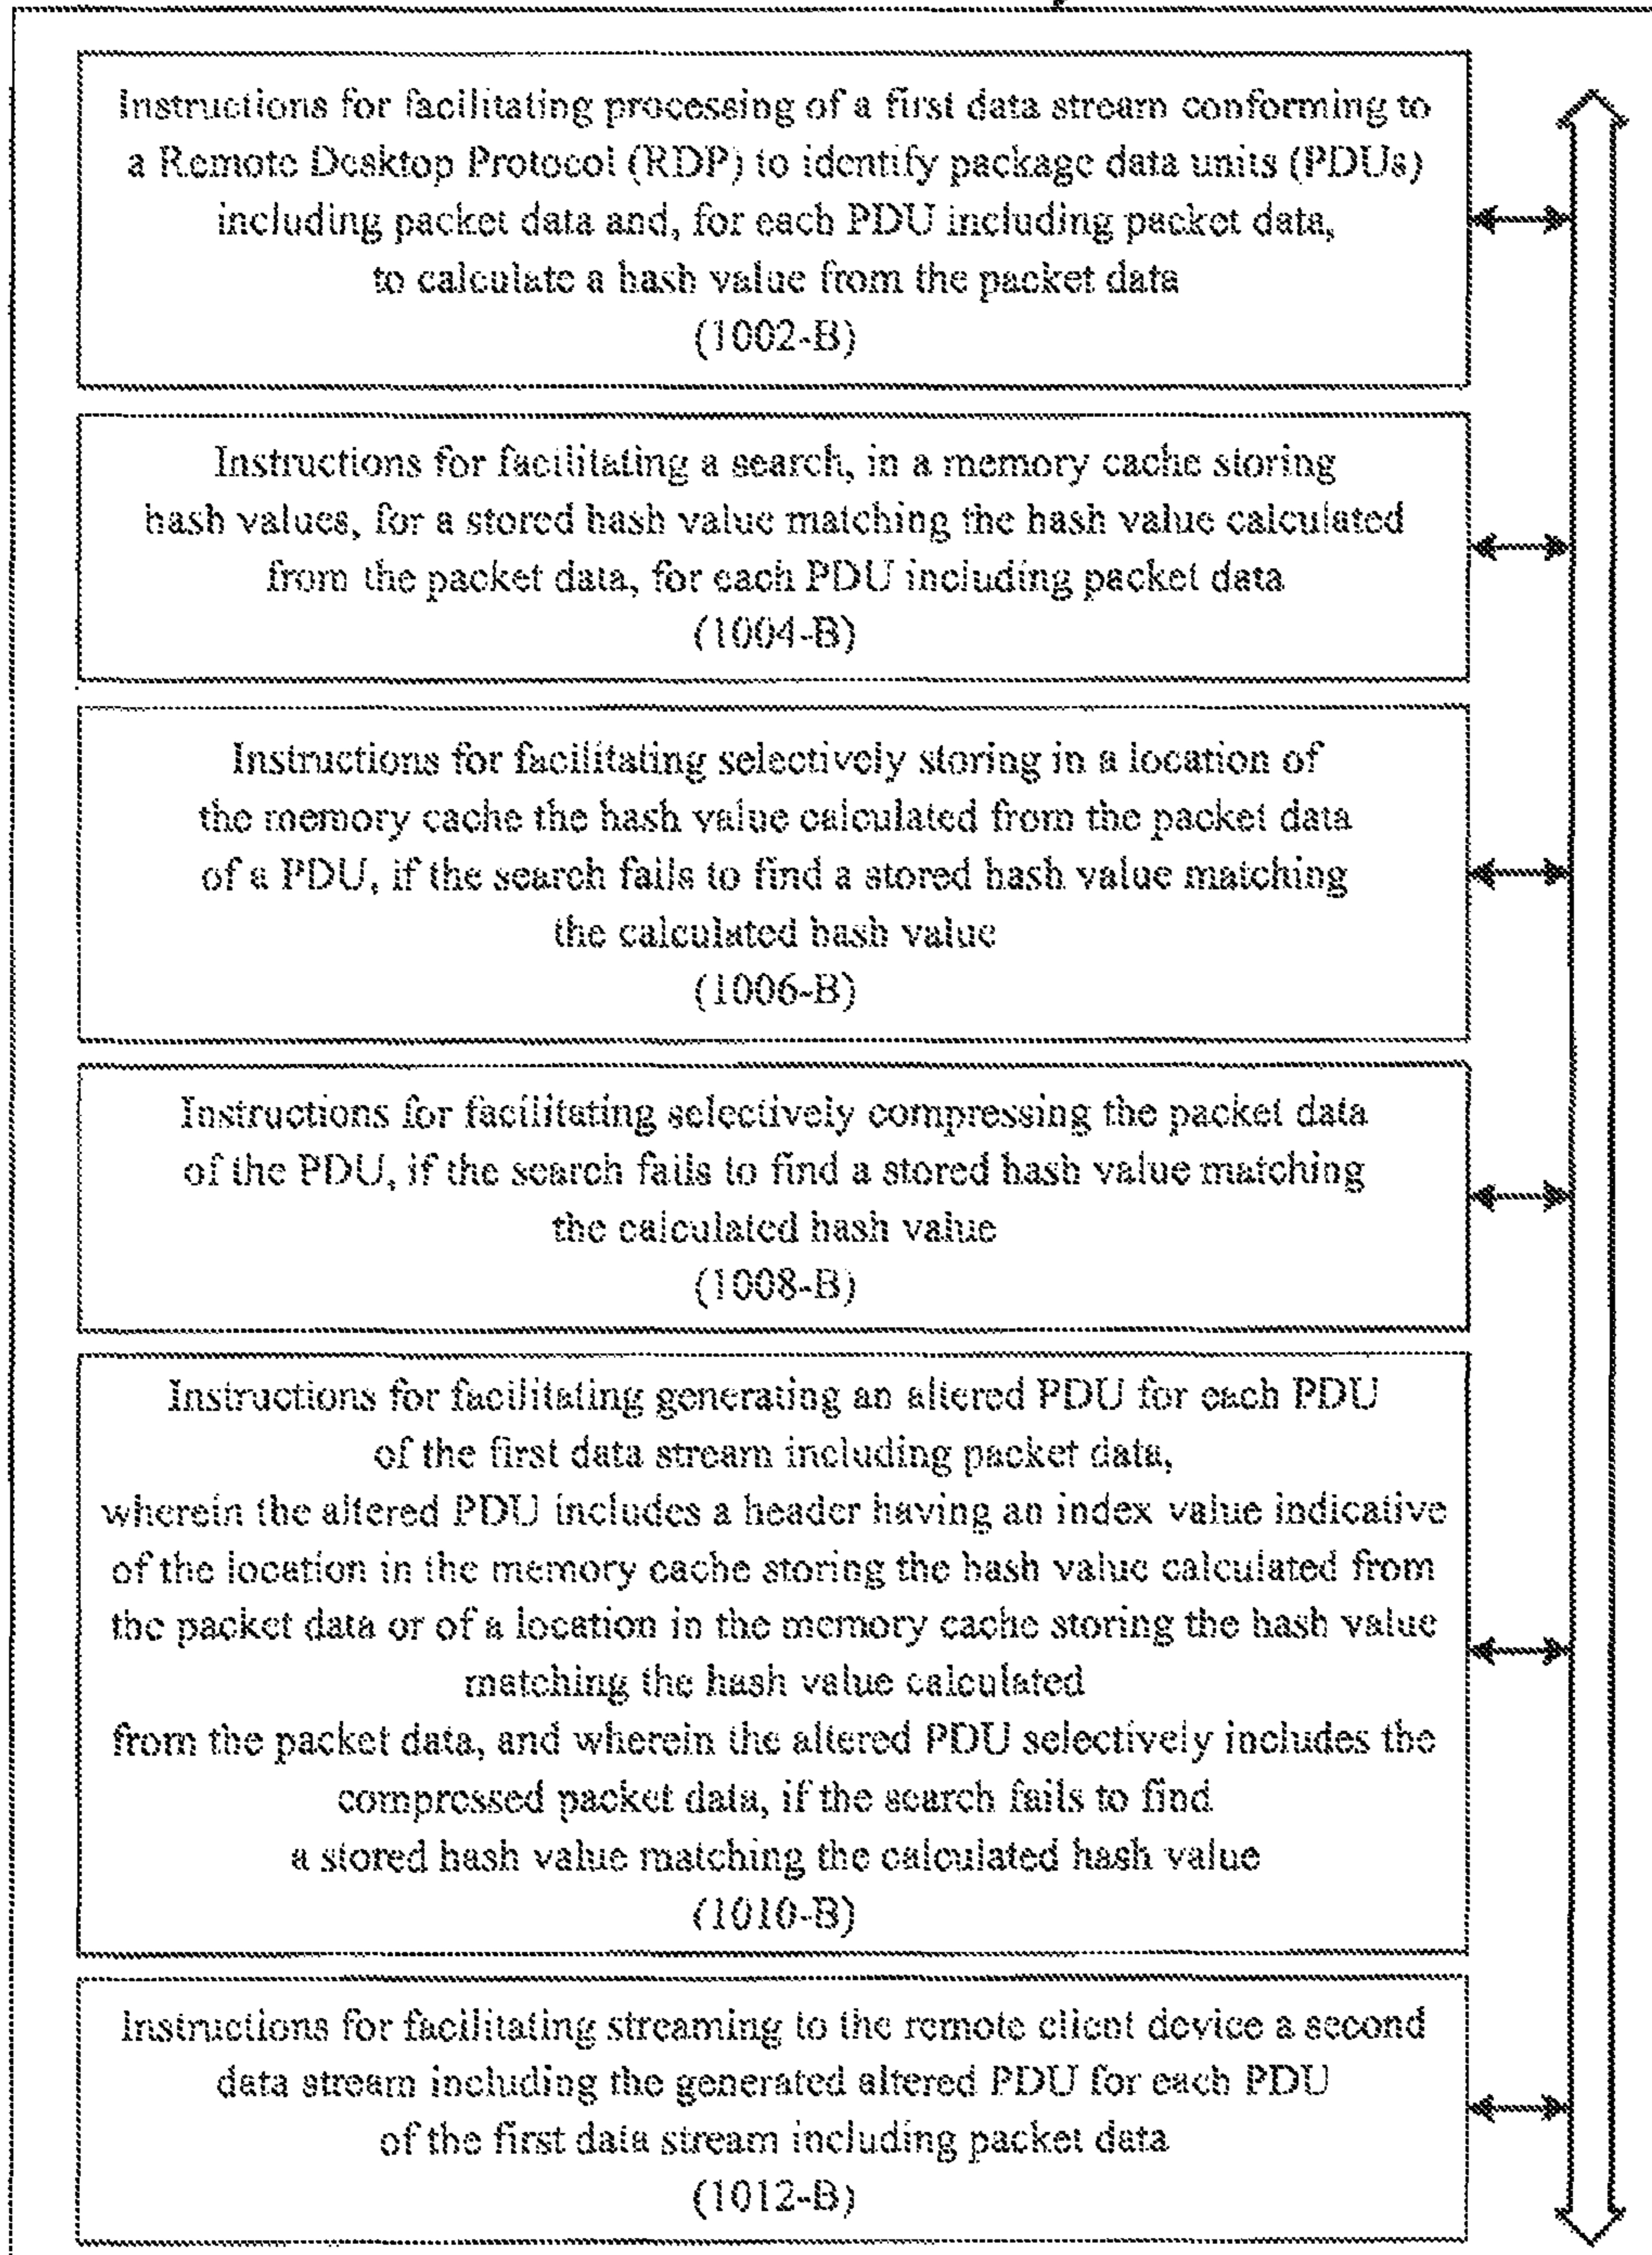 Instructions for facilitating processing of a first data stream conforming to
a Remote Desktop Protocol (RDP) to identify package data units (PDUs)
including packet data and, for each PDU including packet data,
to calculate a hash value from the packet data
(1002-B)
Instructions for facilitating a search, in a memory cache storing
hash values, for a stored hash value matching the hash value calculated
from the packet data, for each PDU including packet data
(1004-B)
Instructions for facilitating selectively storing in a location of
the memory cache the hash value calculated from the packet data
of a PDU, if the search fails to find a stored hash value matching
the calculated hash value
(1006-B)
Instructions for facilitating selectively compressing the packet data
of the PDU, if the search fails to find a stored hash value matching
the calculated hash value
(1008-B)
Instructions for facilitating generating an altered PDU for each PDU
of the first data stream including packet data,
wherein the altered PDU includes a header having an index value indicative
of the location in the memory cache storing the hash value calculated from
the packet data or of a location in the memory cache storing the hash value
matching the hash value calculated
from the packet data, and wherein the altered PDU selectively includes the
compressed packet data, if the search fails to find
a stored hash value matching the calculated hash value
(1010-B)
Instructions for facilitating streaming to the remote client device a second
data stream including the generated altered PDU for each PDU
of the first data stream including packet data
(1012-B)